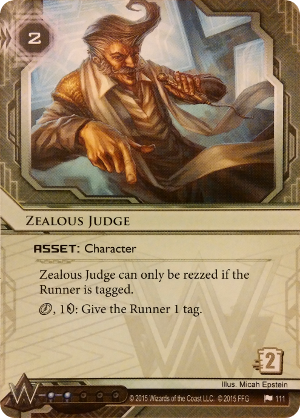 2
ZEALOUS JUDGE
ASSET: Character
Zealous Judge can only be rezzed if the
Runner is tagged.
, 1: Give the Runner 1 tag.
2
Illus. Micah Epstein
© 2015 Wizards of the Coast LLC. © 2015 FFG
111